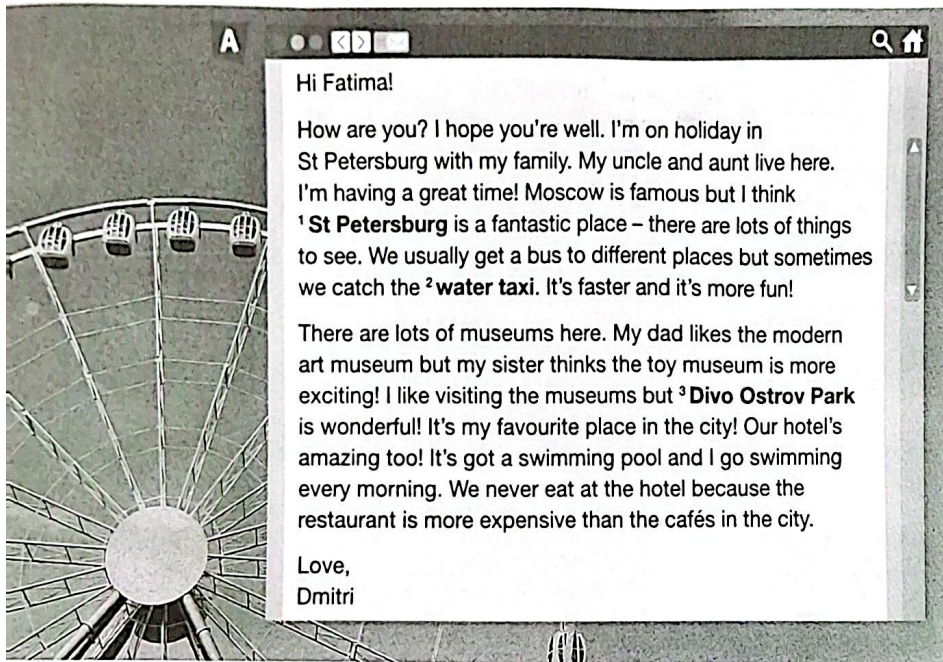 A
Hi Fatima!
How are you? I hope you're well. I'm on holiday in
St Petersburg with my family. My uncle and aunt live here.
I'm having a great time! Moscow is famous but I think
¹ St Petersburg is a fantastic place – there are lots of things
to see. We usually get a bus to different places but sometimes
we catch the ² water taxi. It's faster and it's more fun!
There are lots of museums here. My dad likes the modern
art museum but my sister thinks the toy museum is more
exciting! I like visiting the museums but ³ Divo Ostrov Park
is wonderful! It's my favourite place in the city! Our hotel's
amazing too! It's got a swimming pool and I go swimming
every morning. We never eat at the hotel because the
restaurant is more expensive than the cafés in the city.
Love,
Dmitri